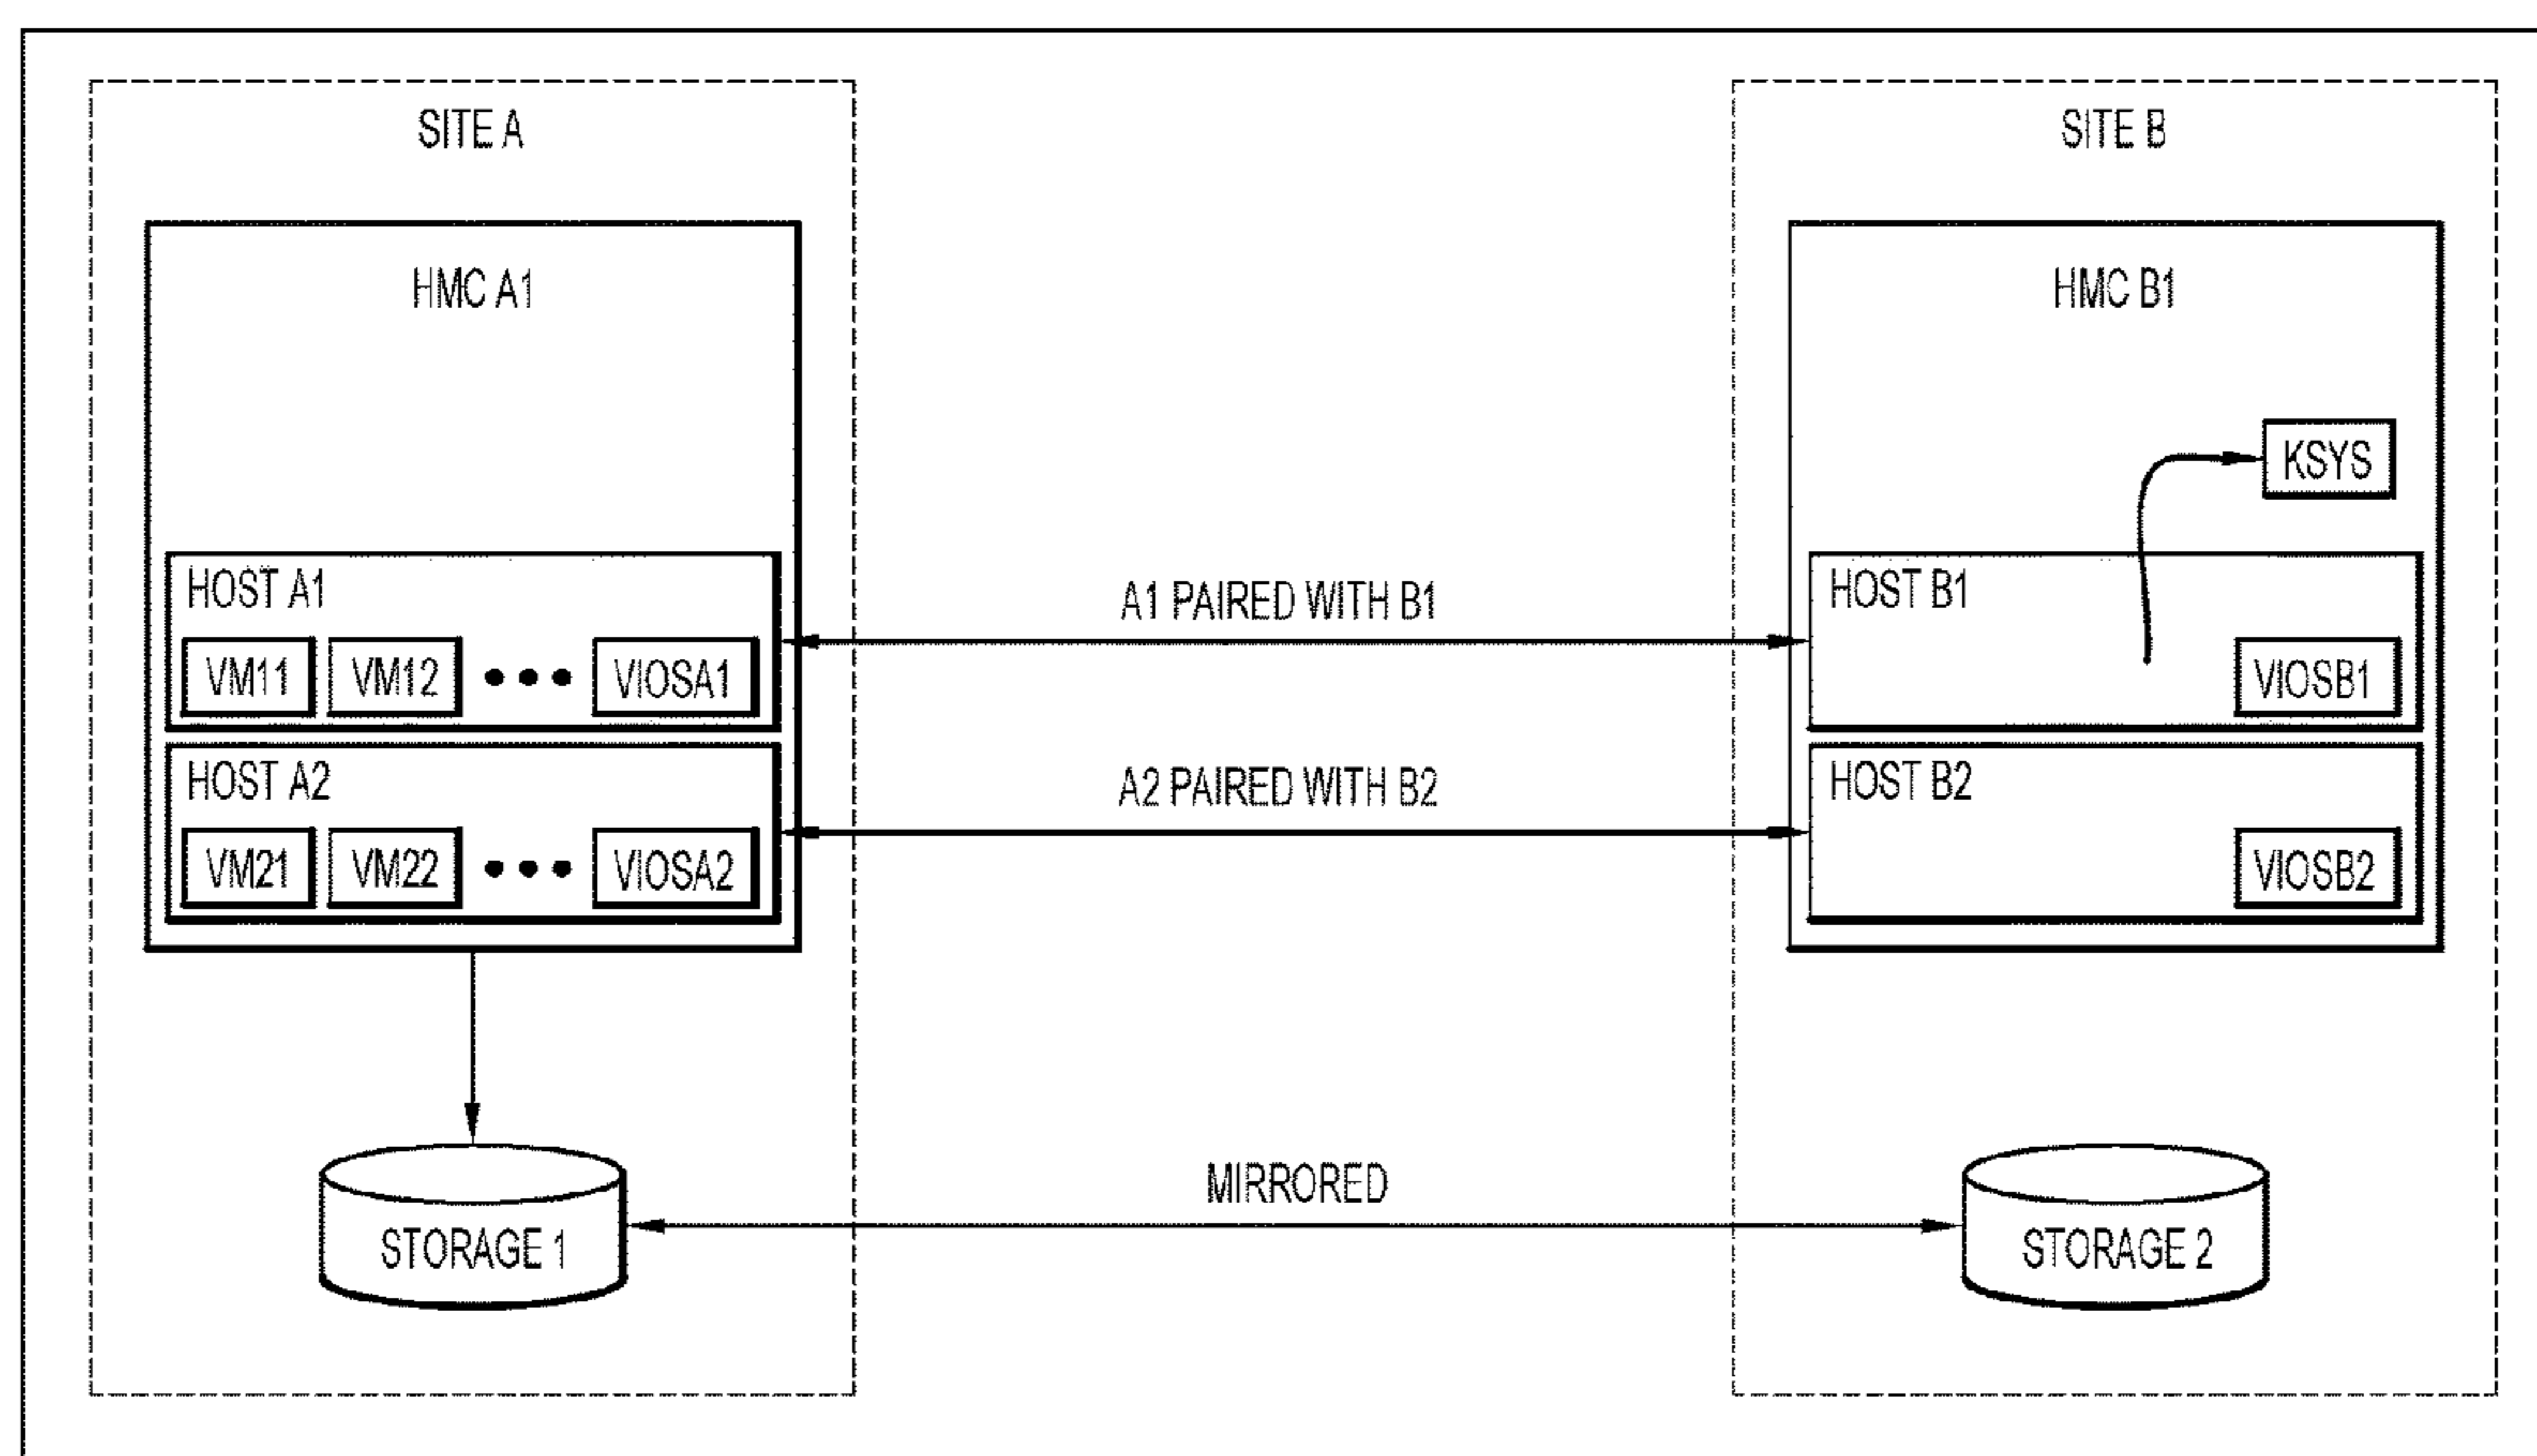 SITE A
HMC A1
HOST A1
VM11 VM12 ••• VIOSA1
HOST A2
VM21 VM22 ••• VIOSA2
STORAGE 1
A1 PAIRED WITH B1
A2 PAIRED WITH B2
MIRRORED
SITE B
HMC B1
KSYS
HOST B1
VIOSB1
HOST B2
VIOSB2
STORAGE 2